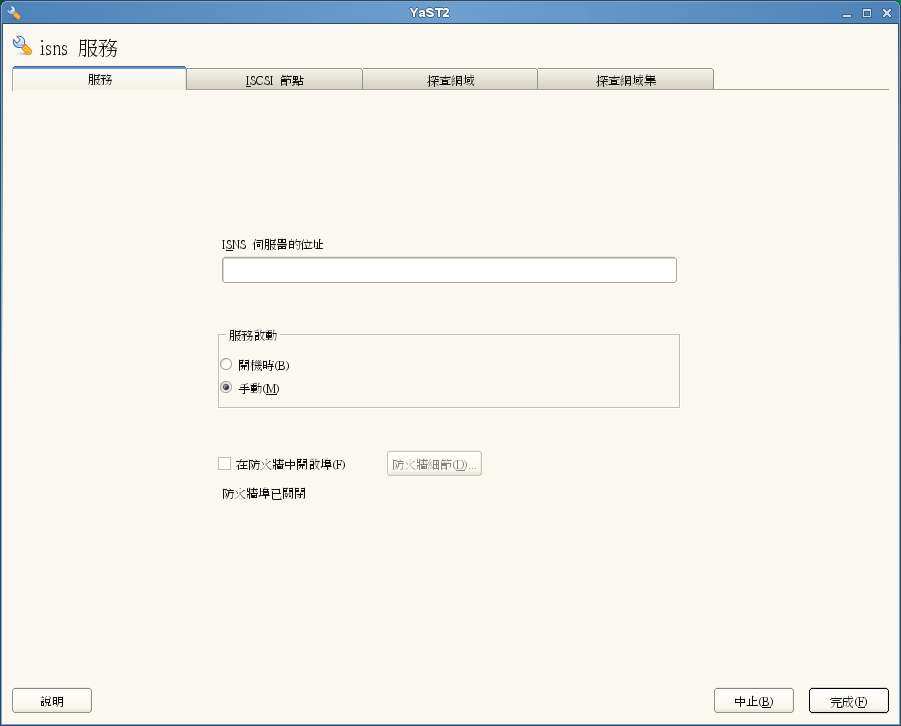 YaST2
isns 服務
服務
ISCSI 節點
探查網域
探查網域集
ISNS 伺服器的位址
服務啟動
開機時(B)
手動(M)
在防火牆中開啟埠(F)
防火牆細節(D)...
防火牆埠已關閉
說明
中止(B)
完成(F)